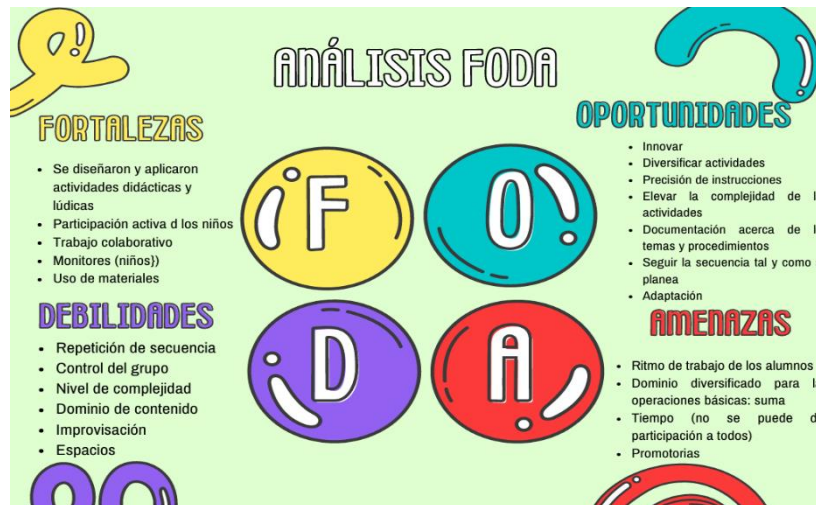 ANÁLISIS FODA
FORTALEZAS
• Se diseñaron y aplicaron
actividades didácticas y
lúdicas
• Participación activa d los niños
• Trabajo colaborativo
• Monitores (niños})
• Uso de materiales
F
O
OPORTUNIDADES
• Innovar
• Diversificar actividades
• Precisión de instrucciones
• Elevar la complejidad de
actividades
• Documentación acerca de
temas y procedimientos
• Seguir la secuencia tal y como
planea
• Adaptación
DEBILIDADES
• Repetición de secuencia
• Control del grupo
• Nivel de complejidad
• Dominio de contenido
• Improvisación
• Espacios
D
A
AMENAZAS
• Ritmo de trabajo de los alumnos
• Dominio diversificado para
operaciones básicas: suma
• Tiempo (no se puede
participación a todos)
• Promotorias